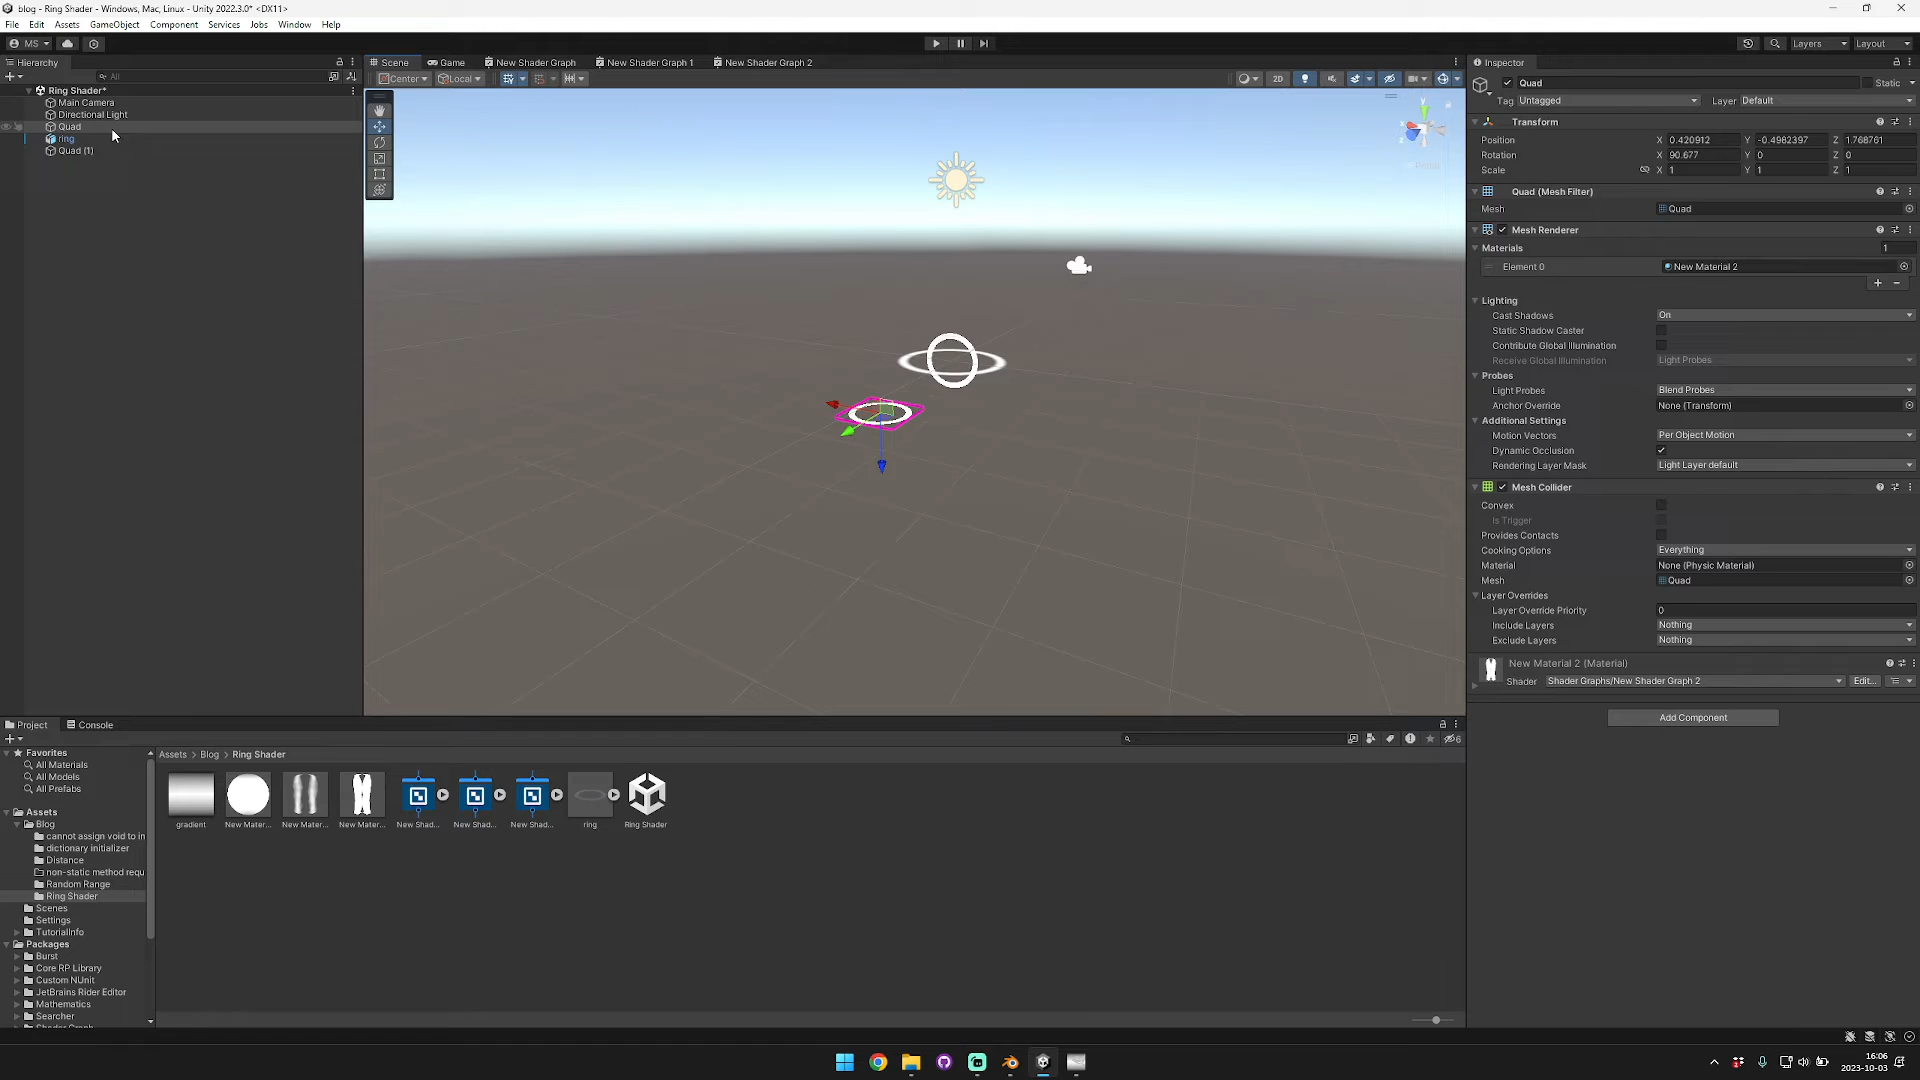 blog - Ring Shader - Windows, Mac, Linux - Unity 2022.3.0* <DX11>
File Edit Assets GameObject Component Services Jobs Window Help
MS
Layers Layout
Hierarchy
All
Ring Shader*
Main Camera
Directional Light
Quad
ring
Quad (1)
Scene Game New Shader Graph New Shader Graph 1 New Shader Graph 2
Center Local 2D
Inspector
Quad Static
Tag Untagged Layer Default
Transform
Position X 0.420912 Y -0.4982397 Z 1.768761
Rotation X 90.677 Y 0 Z 0
Scale X 1 Y 1 Z 1
Quad (Mesh Filter)
Mesh Quad
Mesh Renderer
Materials 1
Element 0 New Material 2
Lighting
Cast Shadows On
Static Shadow Caster
Contribute Global Illumination
Receive Global Illumination Light Probes
Probes
Light Probes Blend Probes
Anchor Override None (Transform)
Additional Settings
Motion Vectors Per Object Motion
Dynamic Occlusion
Rendering Layer Mask Light Layer default
Mesh Collider
Convex
Is Trigger
Provides Contacts
Cooking Options Everything
Material None (Physic Material)
Mesh Quad
Layer Overrides
Layer Override Priority 0
Include Layers Nothing
Exclude Layers Nothing
New Material 2 (Material)
Shader Shader Graphs/New Shader Graph 2 Edit...
Add Component
Project Console
6
Favorites
All Materials
All Models
All Prefabs
Assets
Blog
cannot assign void to in
dictionary initializer
Distance
non-static method requ
Random Range
Ring Shader
Scenes
Settings
TutorialInfo
Packages
Burst
Core RP Library
Custom NUnit
JetBrains Rider Editor
Mathematics
Searcher
Shader Graph
Assets > Blog > Ring Shader
gradient New Mater... New Mater... New Mater... New Shad... New Shad... New Shad... ring Ring Shader
16:06
2023-10-03